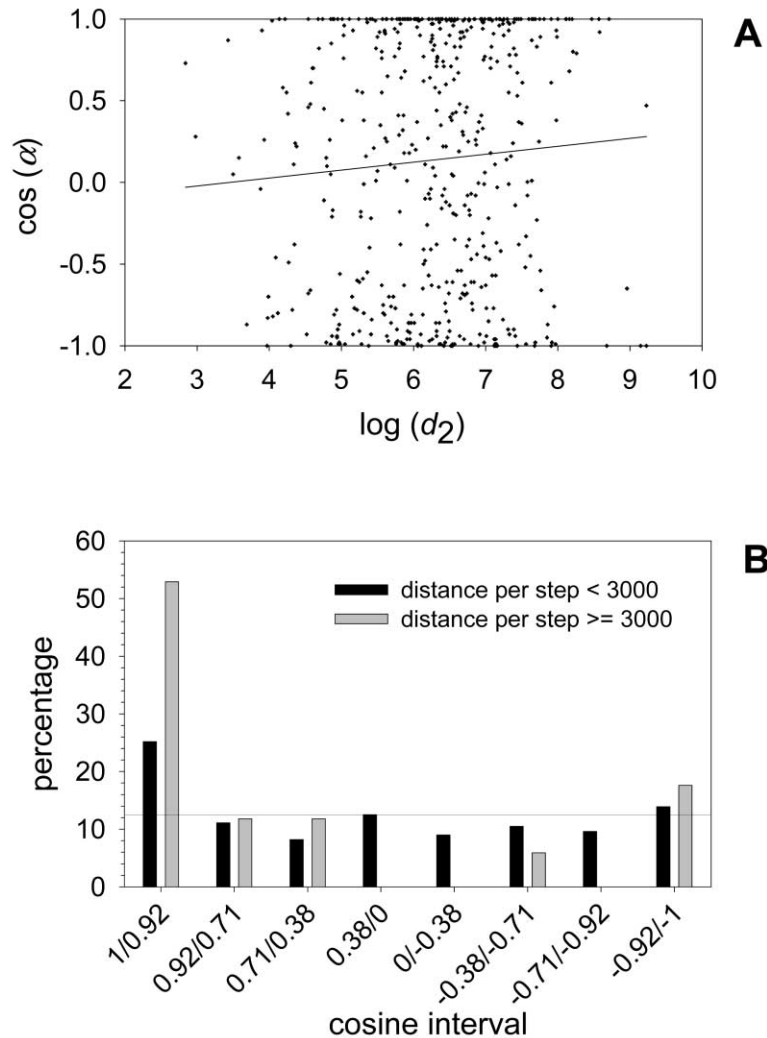 A
1.0
0.5
0.0
-0.5
-1.0
cos (α)
2 3 4 5 6 7 8 9 10
log (d2)
B
60
50
40
30
20
10
0
percentage
distance per step < 3000
distance per step >= 3000
1/0.92
0.92/0.71
0.71/0.38
0.38/0
0/-0.38
-0.38/-0.71
-0.71/-0.92
-0.92/-1
cosine interval